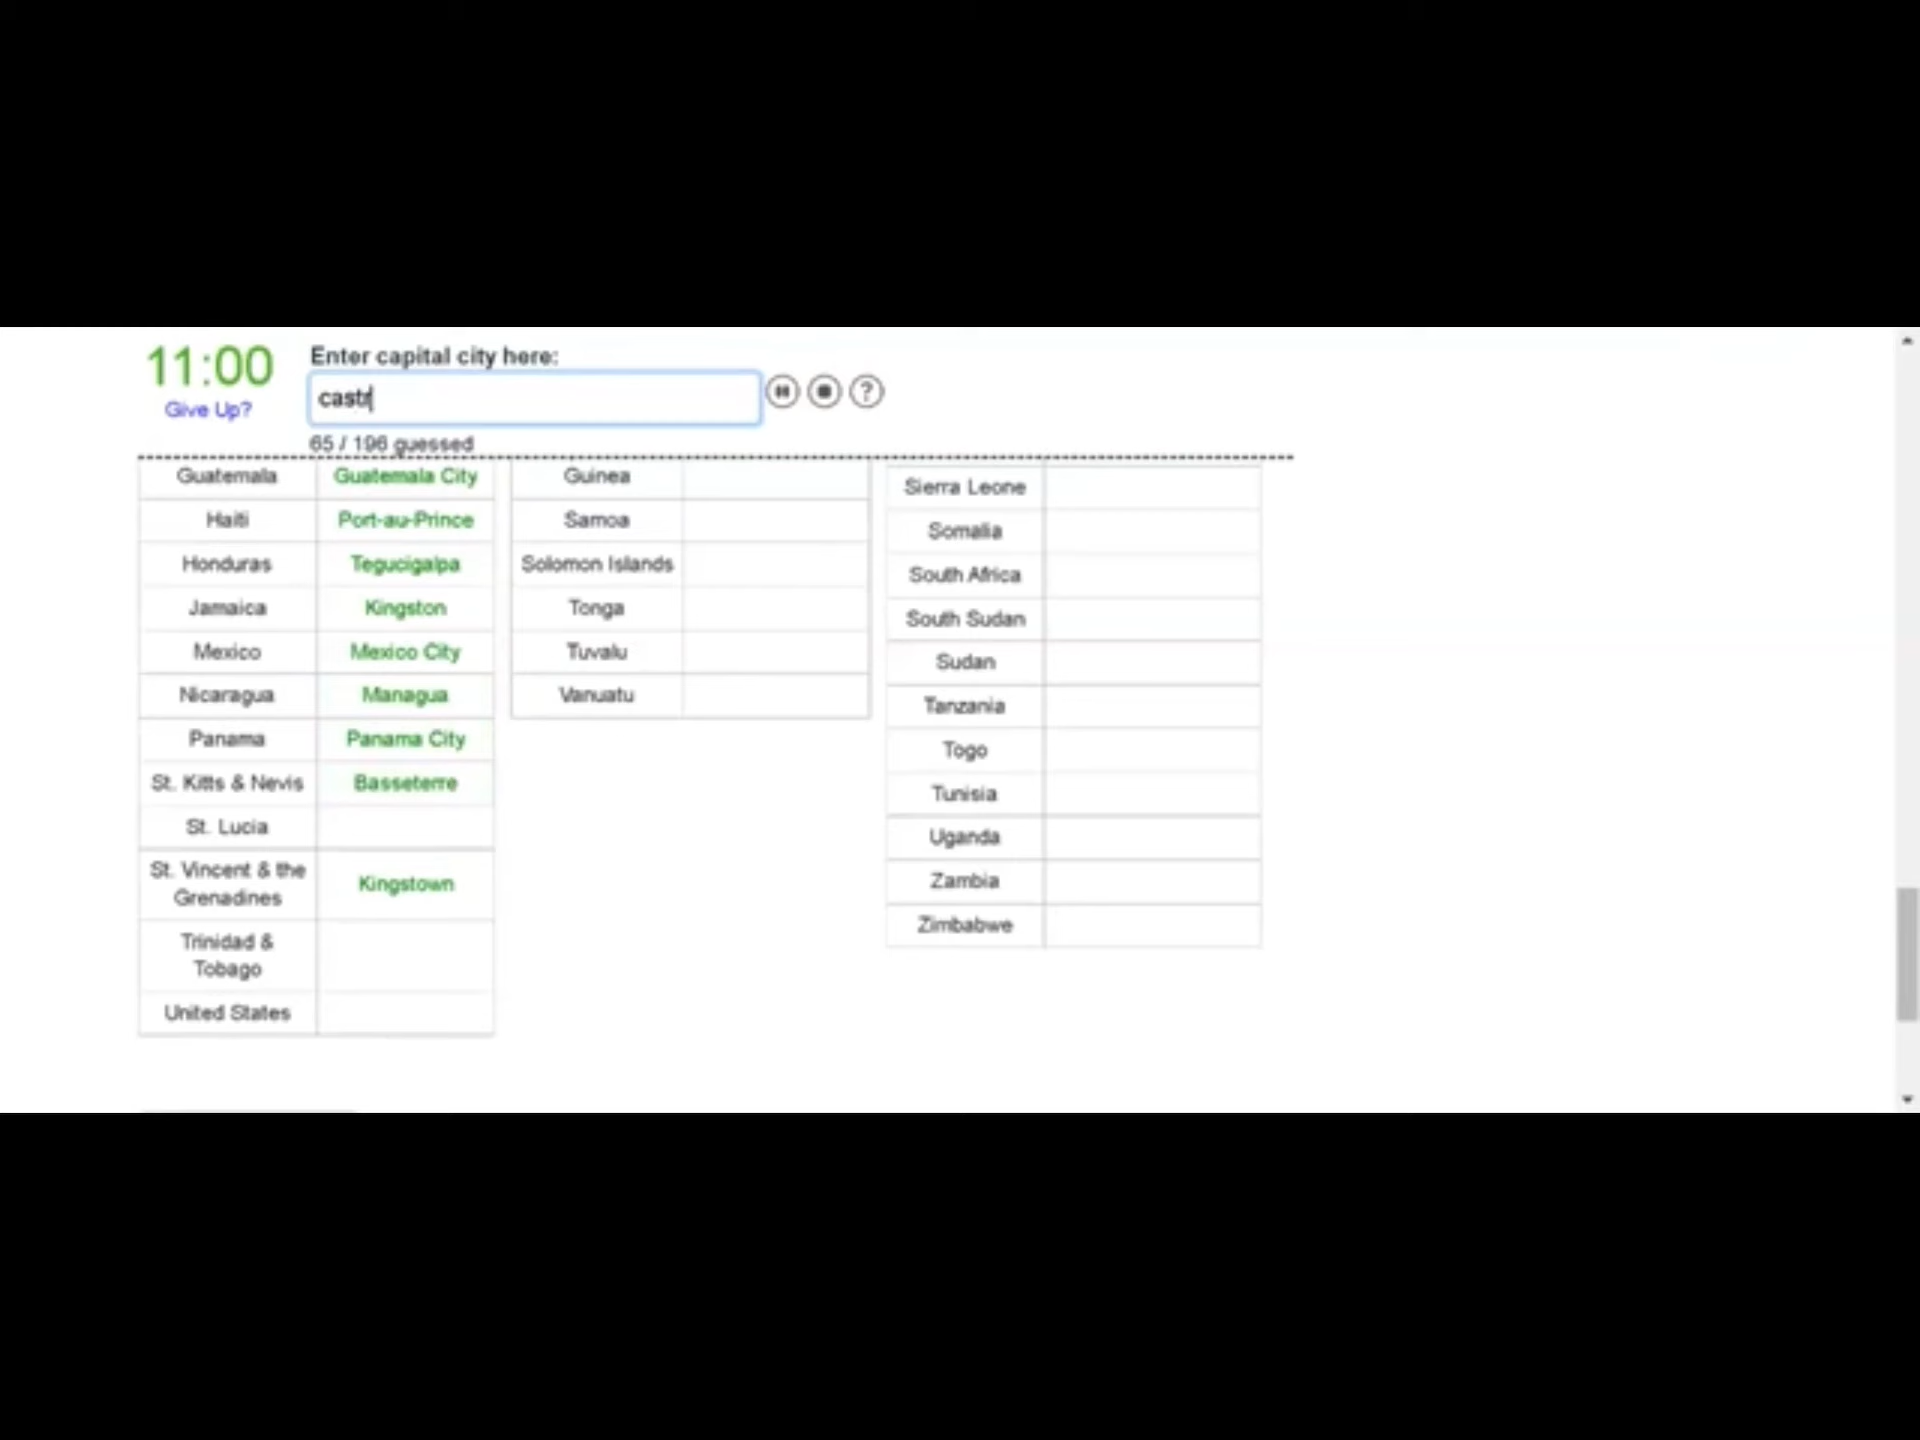 11:00
Give Up?
Enter capital city here:
castr
65 / 196 guessed
Guatemala Guatemala City
Haiti Port-au-Prince
Honduras Tegucigalpa
Jamaica Kingston
Mexico Mexico City
Nicaragua Managua
Panama Panama City
St. Kitts & Nevis Basseterre
St. Lucia
St. Vincent & the
Grenadines
Kingstown
Trinidad &
Tobago
United States
Guinea
Samoa
Solomon Islands
Tonga
Tuvalu
Vanuatu
Sierra Leone
Somalia
South Africa
South Sudan
Sudan
Tanzania
Togo
Tunisia
Uganda
Zambia
Zimbabwe